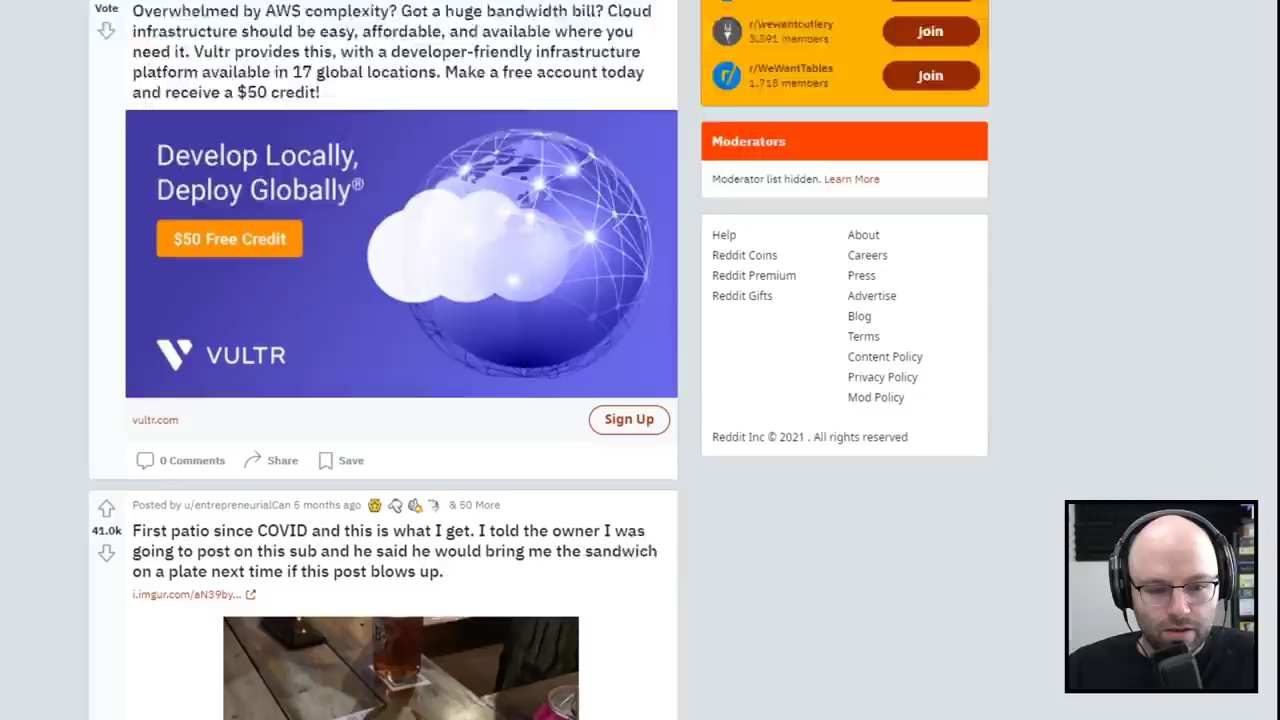 Vote
Overwhelmed by AWS complexity? Got a huge bandwidth bill? Cloud
infrastructure should be easy, affordable, and available where you
need it. Vultr provides this, with a developer-friendly infrastructure
platform available in 17 global locations. Make a free account today
and receive a $50 credit!
Develop Locally,
Deploy Globally®
$50 Free Credit
VULTR
vultr.com
Sign Up
0 Comments
Share
Save
Posted by u/entrepreneurialCan 5 months ago
& 50 More
41.0k
First patio since COVID and this is what I get. I told the owner I was
going to post on this sub and he said he would bring me the sandwich
on a plate next time if this post blows up.
i.imgur.com/aN39by...
r/wewantcutlery
3,591 members
Join
r/WeWantTables
1,718 members
Join
Moderators
Moderator list hidden. Learn More
Help
Reddit Coins
Reddit Premium
Reddit Gifts
About
Careers
Press
Advertise
Blog
Terms
Content Policy
Privacy Policy
Mod Policy
Reddit Inc © 2021 . All rights reserved